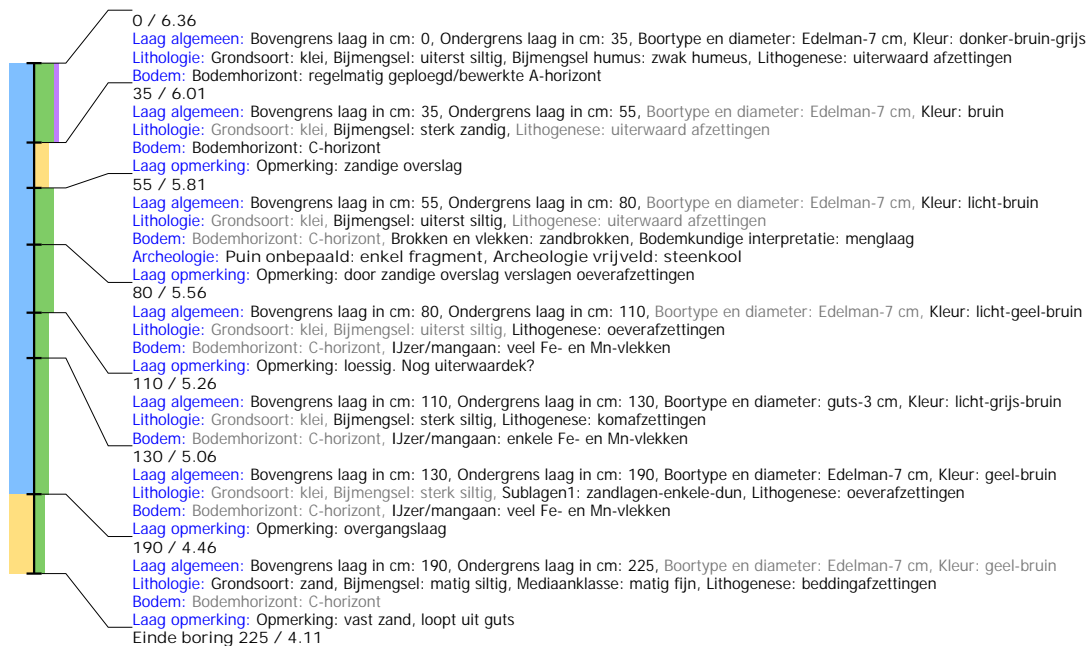 0 / 6.36
Laag algemeen: Bovengrens laag in cm: 0, Ondergrens laag in cm: 35, Boortype en diameter: Edelman-7 cm, Kleur: donker-bruin-grijs
Lithologie: Grondsoort: klei, Bijmengsel: uiterst siltig, Bijmengsel humus: zwak humeus, Lithogenese: uiterwaard afzettingen
Bodem: Bodemhorizont: regelmatig geploegd/bewerkte A-horizont
35 / 6.01
Laag algemeen: Bovengrens laag in cm: 35, Ondergrens laag in cm: 55, Boortype en diameter: Edelman-7 cm, Kleur: bruin
Lithologie: Grondsoort: klei, Bijmengsel: sterk zandig, Lithogenese: uiterwaard afzettingen
Bodem: Bodemhorizont: C-horizont
Laag opmerking: Opmerking: zandige overslag
55 / 5.81
Laag algemeen: Bovengrens laag in cm: 55, Ondergrens laag in cm: 80, Boortype en diameter: Edelman-7 cm, Kleur: licht-bruin
Lithologie: Grondsoort: klei, Bijmengsel: uiterst siltig, Lithogenese: uiterwaard afzettingen
Bodem: Bodemhorizont: C-horizont, Brokken en vlekken: zandbrokken, Bodemkundige interpretatie: menglaag
Archeologie: Puin onbepaald: enkel fragment, Archeologie vrijveld: steenkool
Laag opmerking: Opmerking: door zandige overslag verslagen oeverafzettingen
80 / 5.56
Laag algemeen: Bovengrens laag in cm: 80, Ondergrens laag in cm: 110, Boortype en diameter: Edelman-7 cm, Kleur: licht-geel-bruin
Lithologie: Grondsoort: klei, Bijmengsel: uiterst siltig, Lithogenese: oeverafzettingen
Bodem: Bodemhorizont: C-horizont, IJzer/mangaan: veel Fe- en Mn-vlekken
Laag opmerking: Opmerking: loessig. Nog uiterwaardek?
110 / 5.26
Laag algemeen: Bovengrens laag in cm: 110, Ondergrens laag in cm: 130, Boortype en diameter: guts-3 cm, Kleur: licht-grijs-bruin
Lithologie: Grondsoort: klei, Bijmengsel: sterk siltig, Lithogenese: komafzettingen
Bodem: Bodemhorizont: C-horizont, IJzer/mangaan: enkele Fe- en Mn-vlekken
130 / 5.06
Laag algemeen: Bovengrens laag in cm: 130, Ondergrens laag in cm: 190, Boortype en diameter: Edelman-7 cm, Kleur: geel-bruin
Lithologie: Grondsoort: klei, Bijmengsel: sterk siltig, Sublagen1: zandlagen-enkele-dun, Lithogenese: oeverafzettingen
Bodem: Bodemhorizont: C-horizont, IJzer/mangaan: veel Fe- en Mn-vlekken
Laag opmerking: Opmerking: overgangslaag
190 / 4.46
Laag algemeen: Bovengrens laag in cm: 190, Ondergrens laag in cm: 225, Boortype en diameter: Edelman-7 cm, Kleur: geel-bruin
Lithologie: Grondsoort: zand, Bijmengsel: matig siltig, Mediaanklasse: matig fijn, Lithogenese: beddingafzettingen
Bodem: Bodemhorizont: C-horizont
Laag opmerking: Opmerking: vast zand, loopt uit guts
Einde boring 225 / 4.11